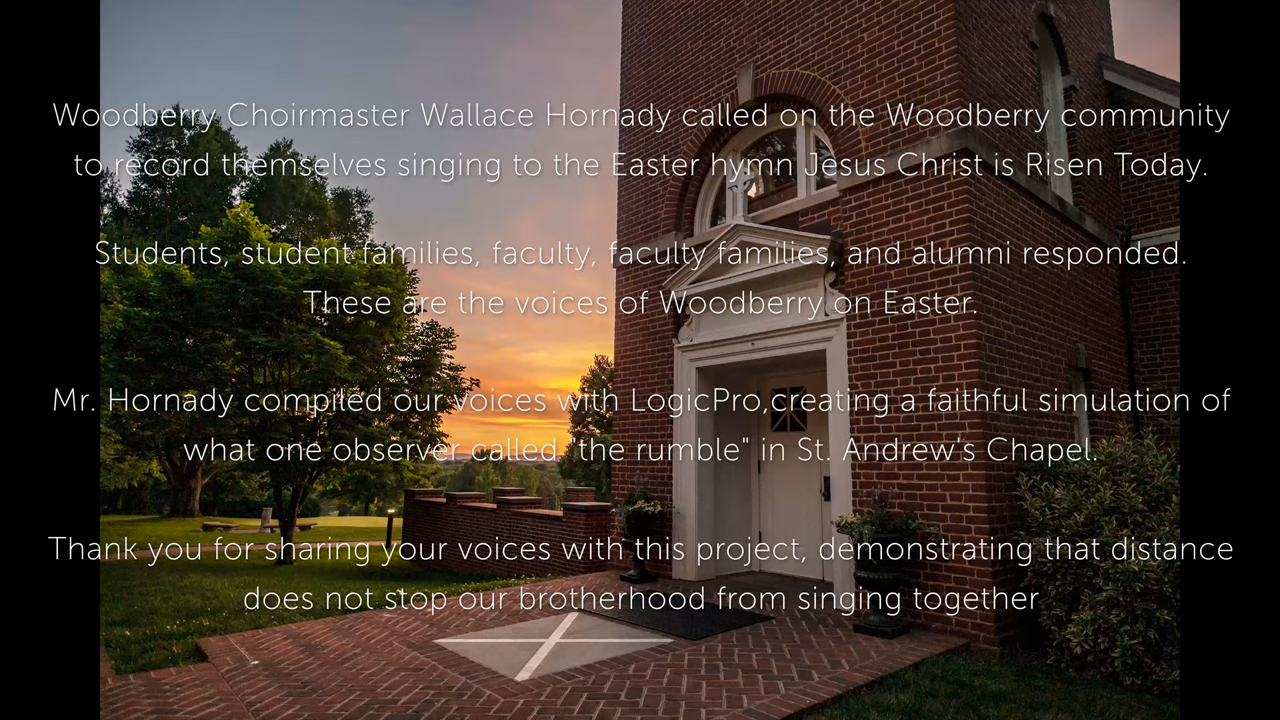 Woodberry Choirmaster Wallace Hornady called on the Woodberry community
to record themselves singing to the Easter hymn Jesus Christ is Risen Today.
Students, student families, faculty, faculty families, and alumni responded.
These are the voices of Woodberry on Easter.
Mr. Hornady compiled our voices with LogicPro,creating a faithful simulation of
what one observer called "the rumble" in St. Andrew's Chapel.
Thank you for sharing your voices with this project, demonstrating that distance
does not stop our brotherhood from singing together